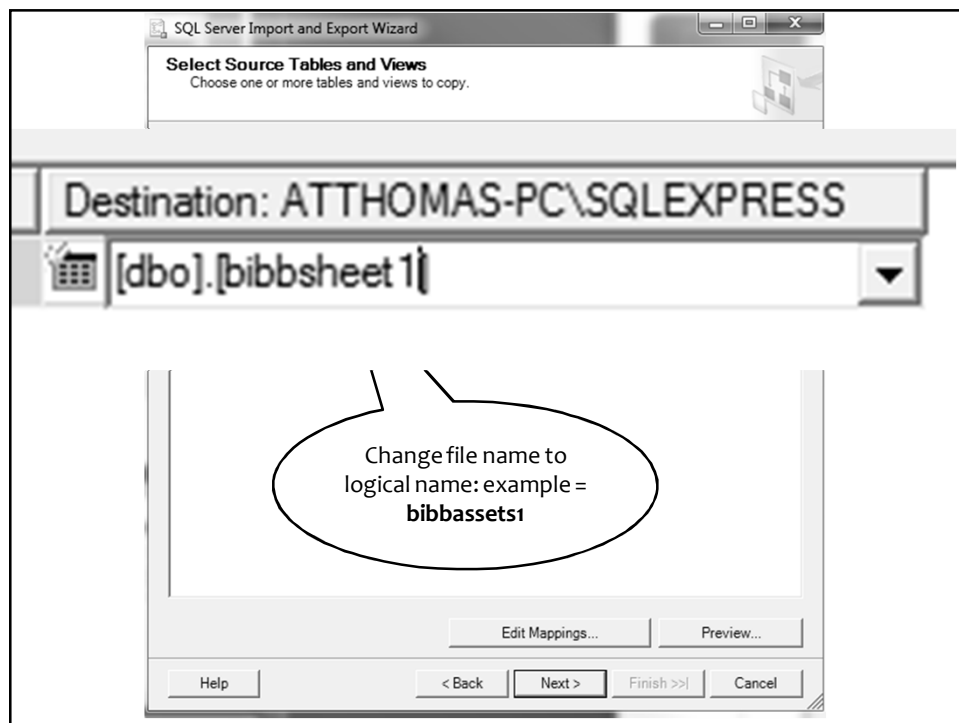 SQL Server Import and Export Wizard
Select Source Tables and Views
Choose one or more tables and views to copy.
Destination: ATTHOMAS-PC\SQLEXPRESS
[dbo].[bibbsheet1]
Change file name to
logical name: example =
bibbassets1
Edit Mappings...
Preview...
Help
< Back
Next >
Finish >>|
Cancel